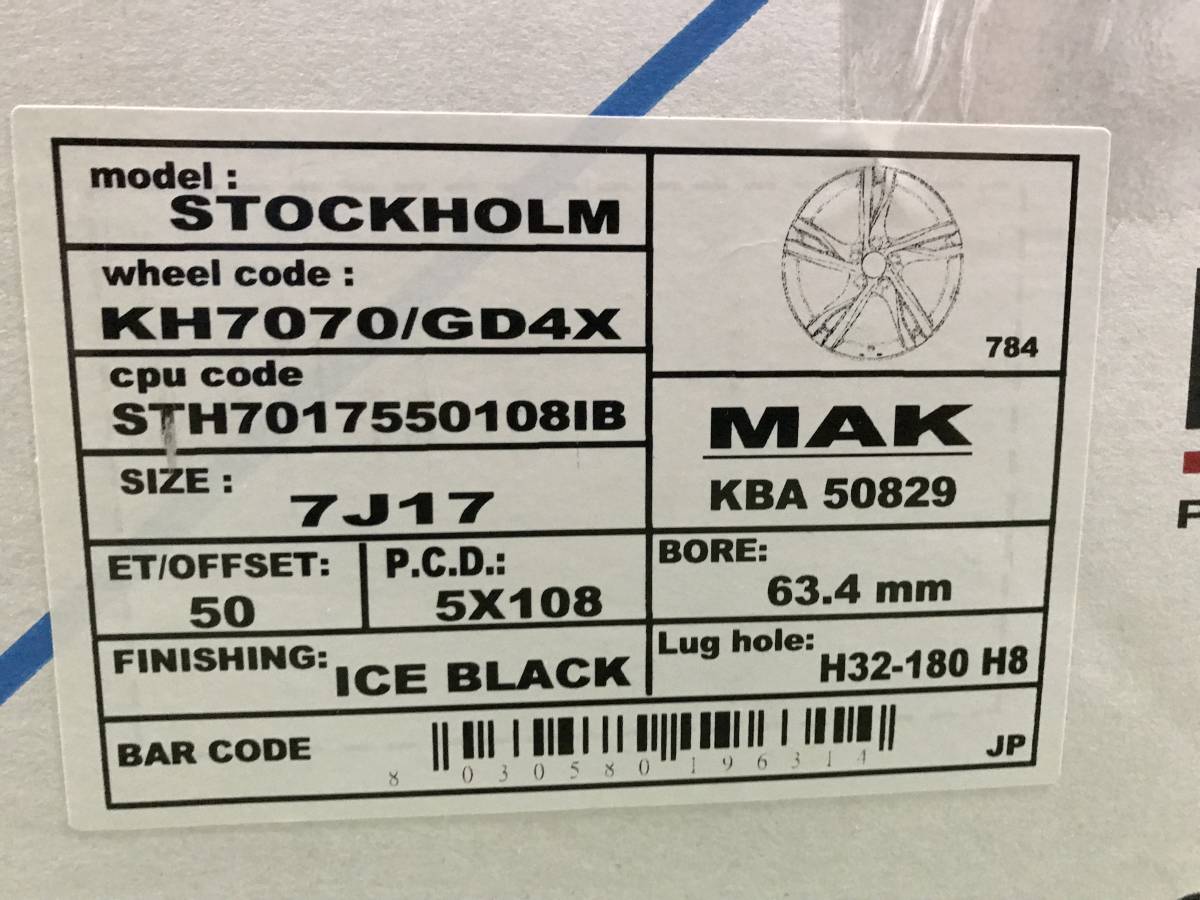 model :
STOCKHOLM
wheel code :
KH7070/GD4X
cpu code
STH7017550108IB
SIZE :
7J17
ET/OFFSET:
50
P.C.D.:
5X108
FINISHING: ICE BLACK
784
MAK
KBA 50829
BORE:
63.4 mm
Lug hole:
H32-180 H8
BAR CODE
8 030580 196314
JP